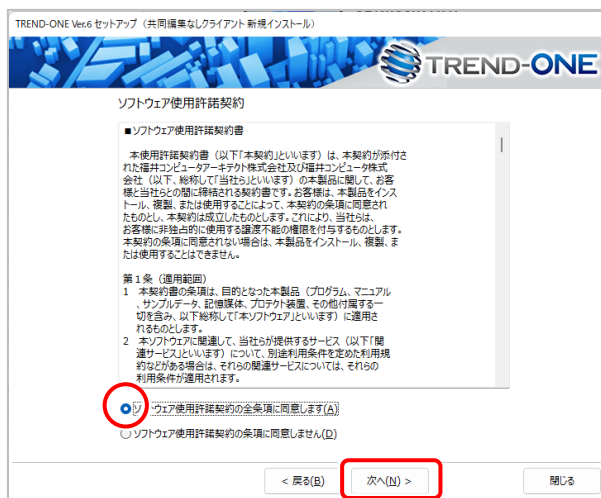 TREND-ONE Ver.6 セットアップ（共同編集なしクライアント 新規インストール）
TREND-ONE
ソフトウェア使用許諾契約
■ソフトウェア使用許諾契約書
本使用許諾契約書（以下「本契約」といいます）は、本契約が添付さ
れた福井コンピュータアーキテクト株式会社及び福井コンピュータ株式
会社（以下、総称して「当社ら」といいます）の本製品に関して、お客
様と当社らとの間に締結される契約書です。お客様は、本製品をインス
トール、複製、または使用することによって、本契約の条項に同意され
たものとし、本契約は成立したものとします。これにより、当社らは、
お客様に非独占的に使用する譲渡不能の権限を付与するものとします。
本契約の条項に同意されない場合は、本製品をインストール、複製、ま
たは使用することはできません。
第１条（適用範囲）
1 本契約書の条項は、目的となった本製品（プログラム、マニュアル
、サンプルデータ、記憶媒体、プロテクト装置、その他付属する一
切を含み、以下総称して「本ソフトウェア」といいます）に適用さ
れるものとします。
2 本ソフトウェアに関連して、当社らが提供するサービス（以下「関
連サービス」といいます）について、別途利用条件を定めた利用規
約などがある場合は、それらの関連サービスについては、それらの
利用条件が適用されます。
ソフトウェア使用許諾契約の全条項に同意します(A)
ソフトウェア使用許諾契約の条項に同意しません(D)
< 戻る(B) 次へ(N) > 閉じる